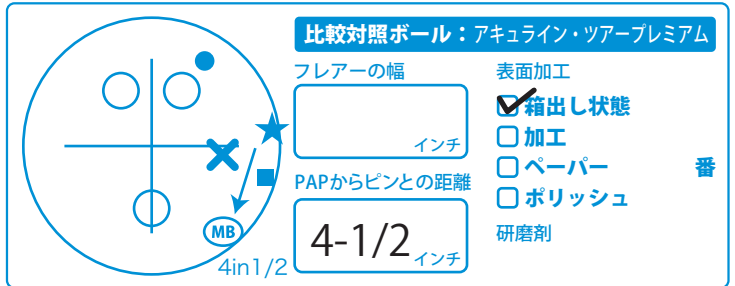 比較対照ボール：アキュライン・ツアープレミアム
フレアーの幅
インチ
PAPからピンとの距離
4-1/2インチ
表面加工
箱出し状態
加工
ペーパー 番
ポリッシュ
研磨剤
MB
4in1/2